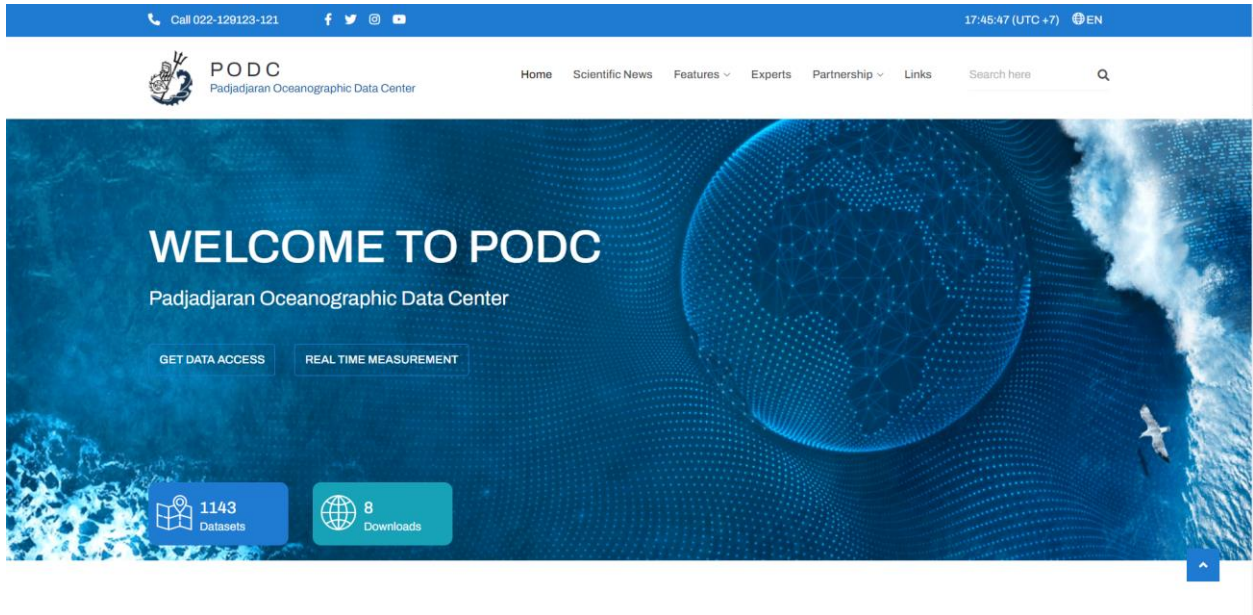 Call 022-129123-121
17:45:47 (UTC +7) EN
PODC
Padjadjaran Oceanographic Data Center
Home Scientific News Features Experts Partnership Links Search here
WELCOME TO PODC
Padjadjaran Oceanographic Data Center
GET DATA ACCESS REAL TIME MEASUREMENT
1143
Datasets
8
Downloads